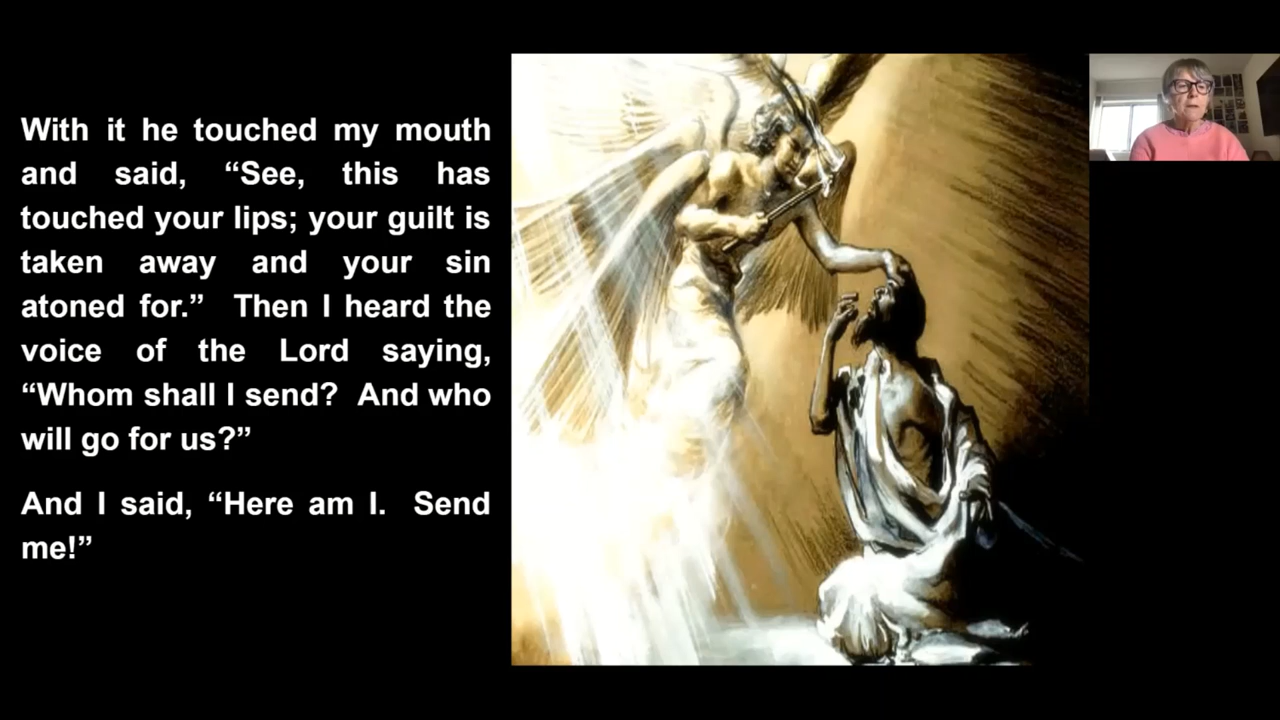 With it he touched my mouth
and said, “See, this has
touched your lips; your guilt is
taken away and your sin
atoned for.”  Then I heard the
voice of the Lord saying,
“Whom shall I send?  And who
will go for us?”
And I said, “Here am I.  Send
me!”